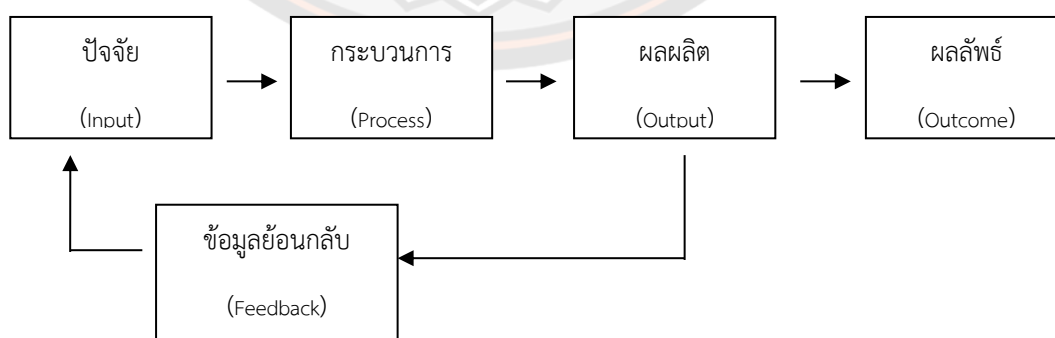 ปัจจัย
(Input)
กระบวนการ
(Process)
ผลผลิต
(Output)
ผลลัพธ์
(Outcome)
ข้อมูลย้อนกลับ
(Feedback)